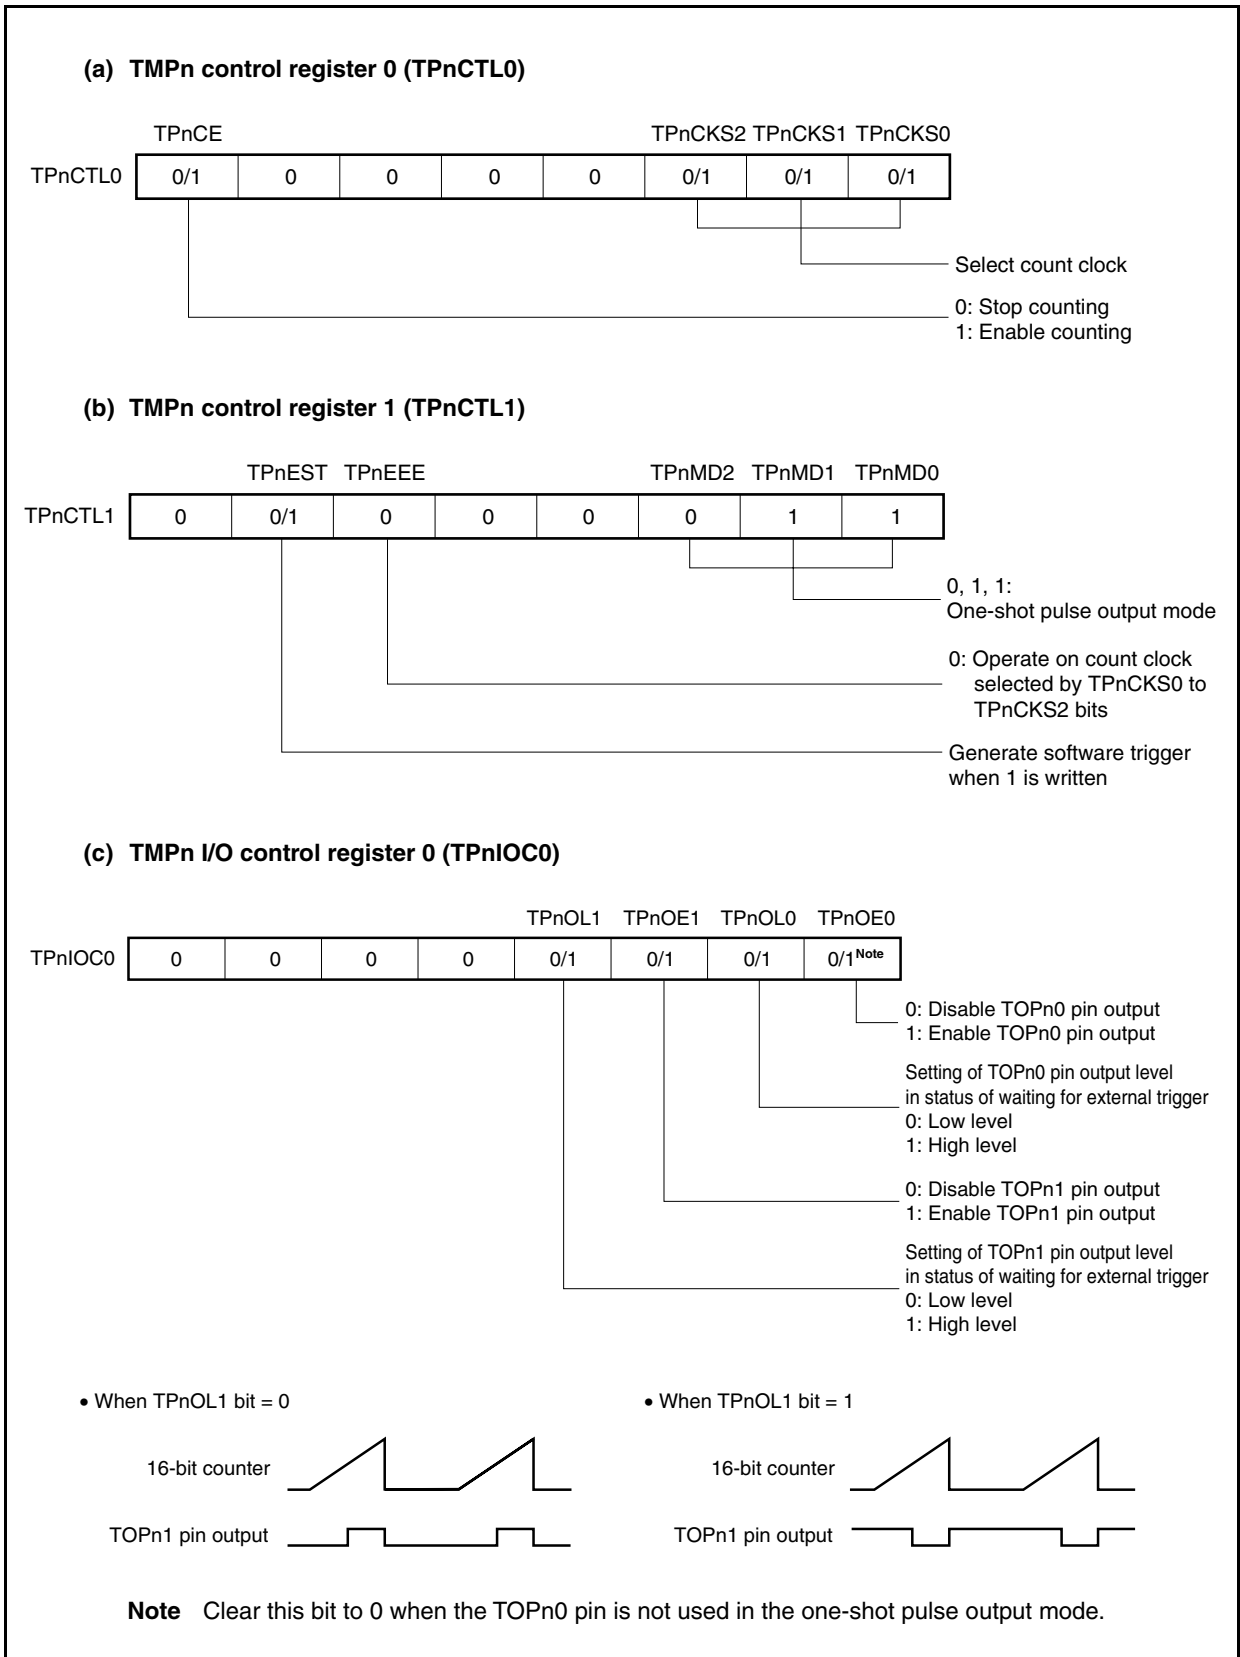 (a) TMPn control register 0 (TPnCTL0)
TPnCE TPnCKS2 TPnCKS1 TPnCKS0
TPnCTL0 0/1 0 0 0 0 0/1 0/1 0/1
Select count clock
0: Stop counting
1: Enable counting
(b) TMPn control register 1 (TPnCTL1)
TPnEST TPnEEE TPnMD2 TPnMD1 TPnMD0
TPnCTL1 0 0/1 0 0 0 0 1 1
0, 1, 1:
One-shot pulse output mode
0: Operate on count clock
selected by TPnCKS0 to
TPnCKS2 bits
Generate software trigger
when 1 is written
(c) TMPn I/O control register 0 (TPnIOC0)
TPnOL1 TPnOE1 TPnOL0 TPnOE0
TPnIOC0 0 0 0 0 0/1 0/1 0/1 0/1Note
0: Disable TOPn0 pin output
1: Enable TOPn0 pin output
Setting of TOPn0 pin output level
in status of waiting for external trigger
0: Low level
1: High level
0: Disable TOPn1 pin output
1: Enable TOPn1 pin output
Setting of TOPn1 pin output level
in status of waiting for external trigger
0: Low level
1: High level
• When TPnOL1 bit = 0
16-bit counter
TOPn1 pin output
• When TPnOL1 bit = 1
16-bit counter
TOPn1 pin output
Note Clear this bit to 0 when the TOPn0 pin is not used in the one-shot pulse output mode.